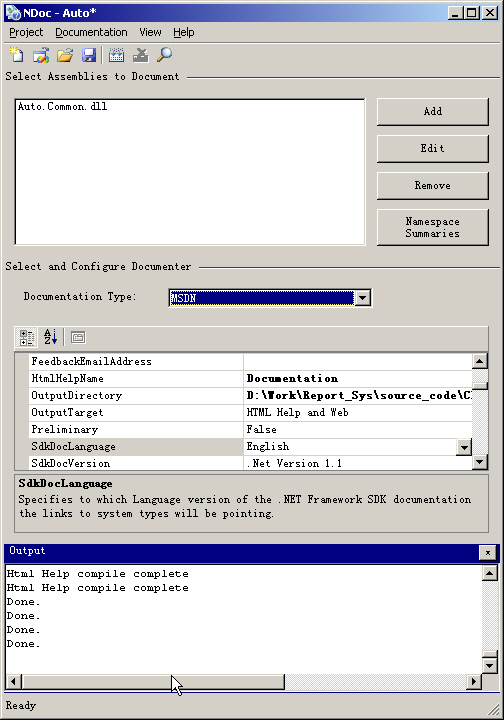 NDoc - Auto*
Project Documentation View Help
Select Assemblies to Document
Auto.Common.dll
Add
Edit
Remove
Namespace
Summaries
Select and Configure Documenter
Documentation Type: MSDN
FeedbackEmailAddress
HtmlHelpName Documentation
OutputDirectory D:\Work\Report_Sys\source_code\C
OutputTarget HTML Help and Web
Preliminary False
SdkDocLanguage English
SdkDocVersion .Net Version 1.1
SdkDocLanguage
Specifies to which Language version of the .NET Framework SDK documentation
the links to system types will be pointing.
Output
Html Help compile complete
Html Help compile complete
Done.
Done.
Done.
Done.
Ready